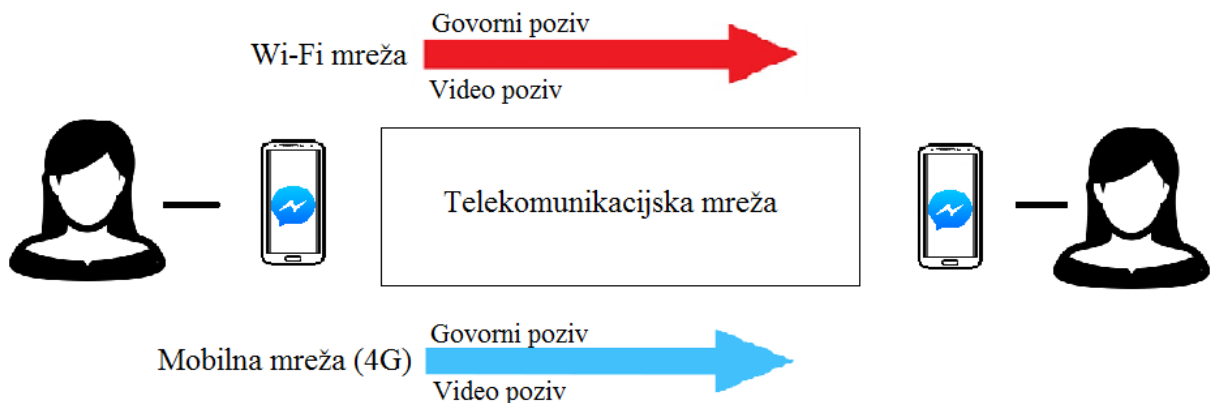 Govorni poziv
Wi-Fi mreža
Video poziv
Telekomunikacijska mreža
Govorni poziv
Mobilna mreža (4G)
Video poziv